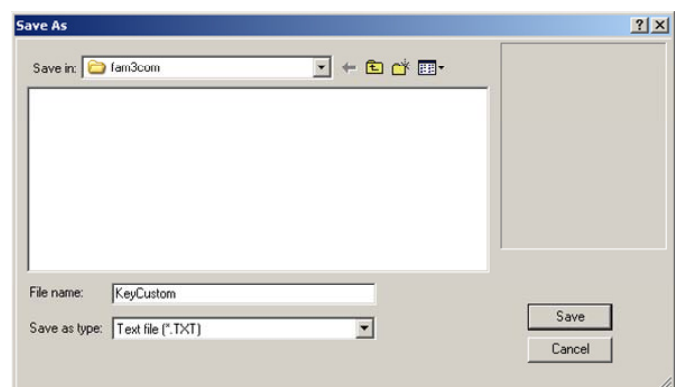 Save As
Save in: fam3com
File name: KeyCustom
Save as type: Text file (*.TXT)
Save
Cancel